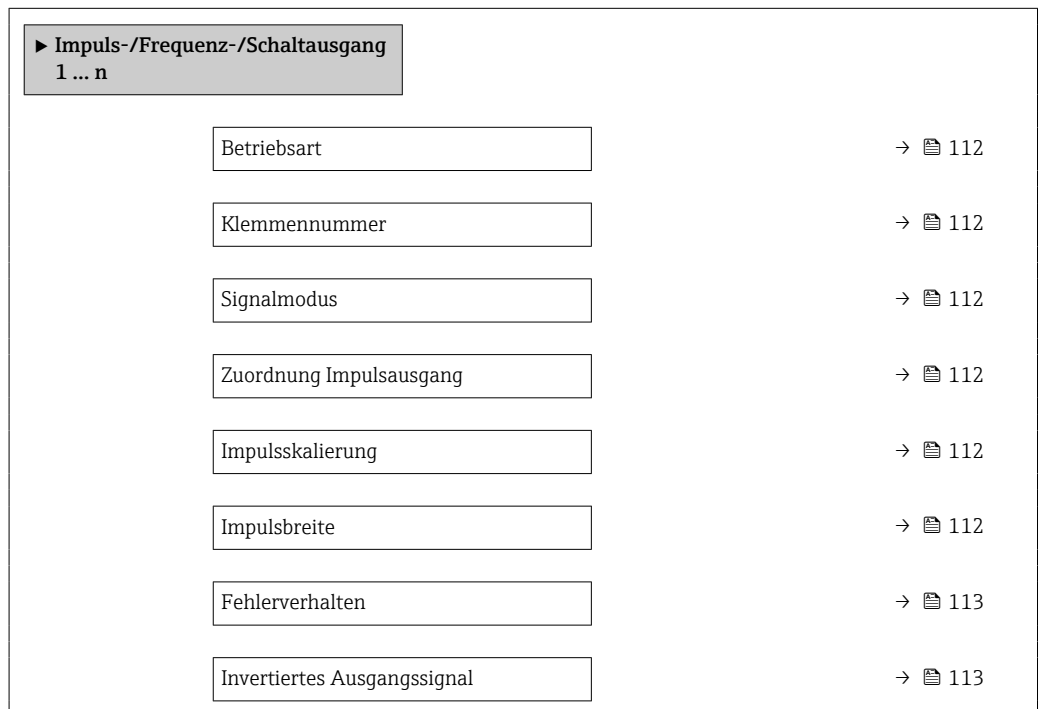 ▶ Impuls-/Frequenz-/Schaltausgang
1 … n
Betriebsart → 112
Klemmennummer → 112
Signalmodus → 112
Zuordnung Impulsausgang → 112
Impulsskalierung → 112
Impulsbreite → 112
Fehlerverhalten → 113
Invertiertes Ausgangssignal → 113